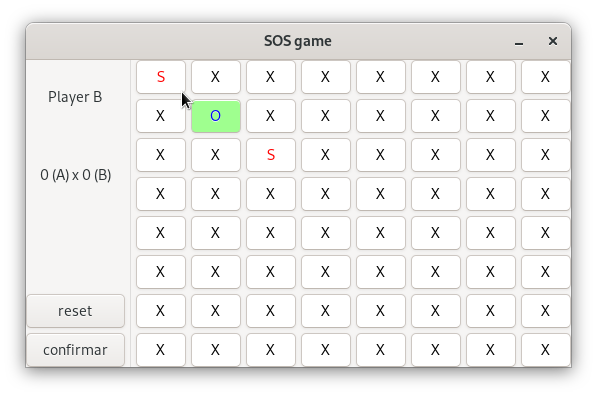 SOS game
Player B
0 (A) x 0 (B)
reset
confirmar
S X X X X X X X
X O X X X X X X
X X S X X X X X
X X X X X X X X
X X X X X X X X
X X X X X X X X
X X X X X X X X
X X X X X X X X